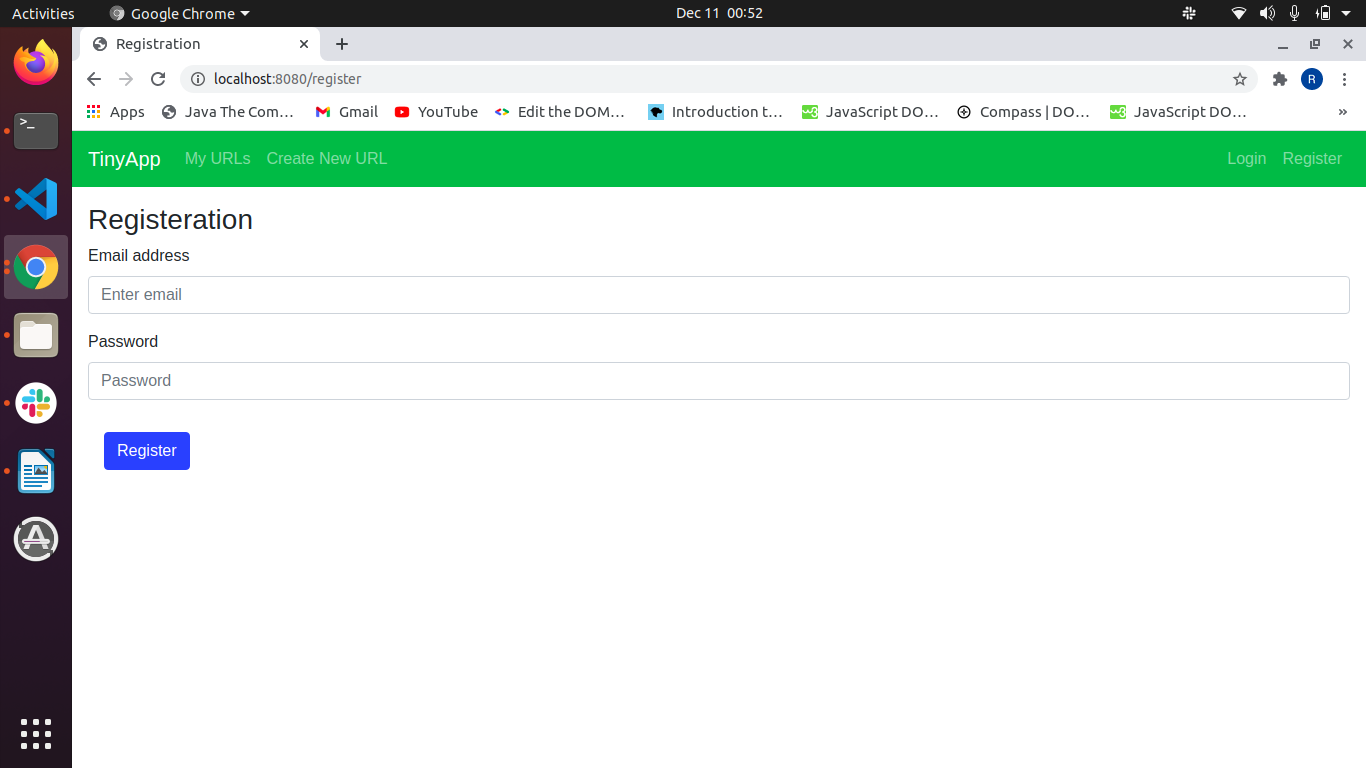 Activities Google Chrome Dec 11 00:52
Registration
localhost:8080/register R
Apps Java The Com… Gmail YouTube Edit the DOM… Introduction t… JavaScript DO… Compass | DO… JavaScript DO… »
TinyApp My URLs Create New URL Login Register
Registeration
Email address
Enter email
Password
Password
Register